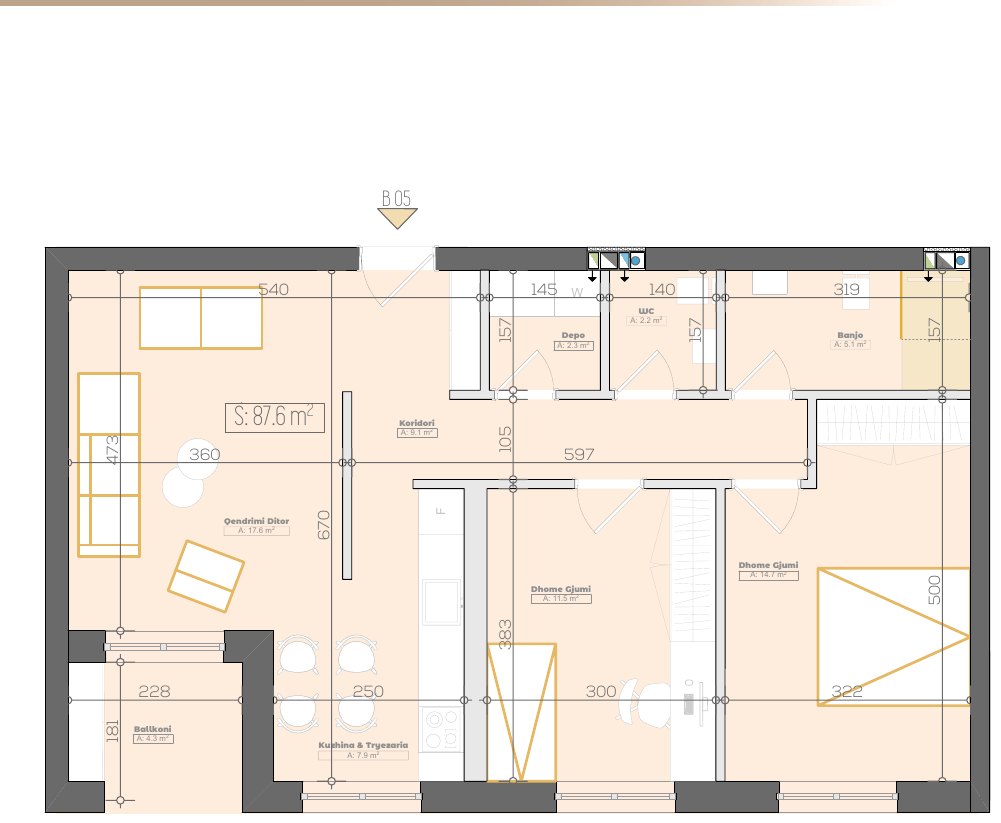 B 05
540
145
W
140
319
WC
A: 2.2 m²
157
Depo
A: 2.3 m²
157
157
Banjo
A: 5.1 m²
S: 87.6 m²
Koridori
A: 9.1 m²
473
360
105
597
F
Qendrimi Ditor
A: 17.6 m²
670
Dhome Gjumi
A: 14.7 m²
Dhome Gjumi
A: 11.5 m²
500
383
228
250
300
322
181
Ballkoni
A: 4.3 m²
Kuzhina & Tryezaria
A: 7.9 m²